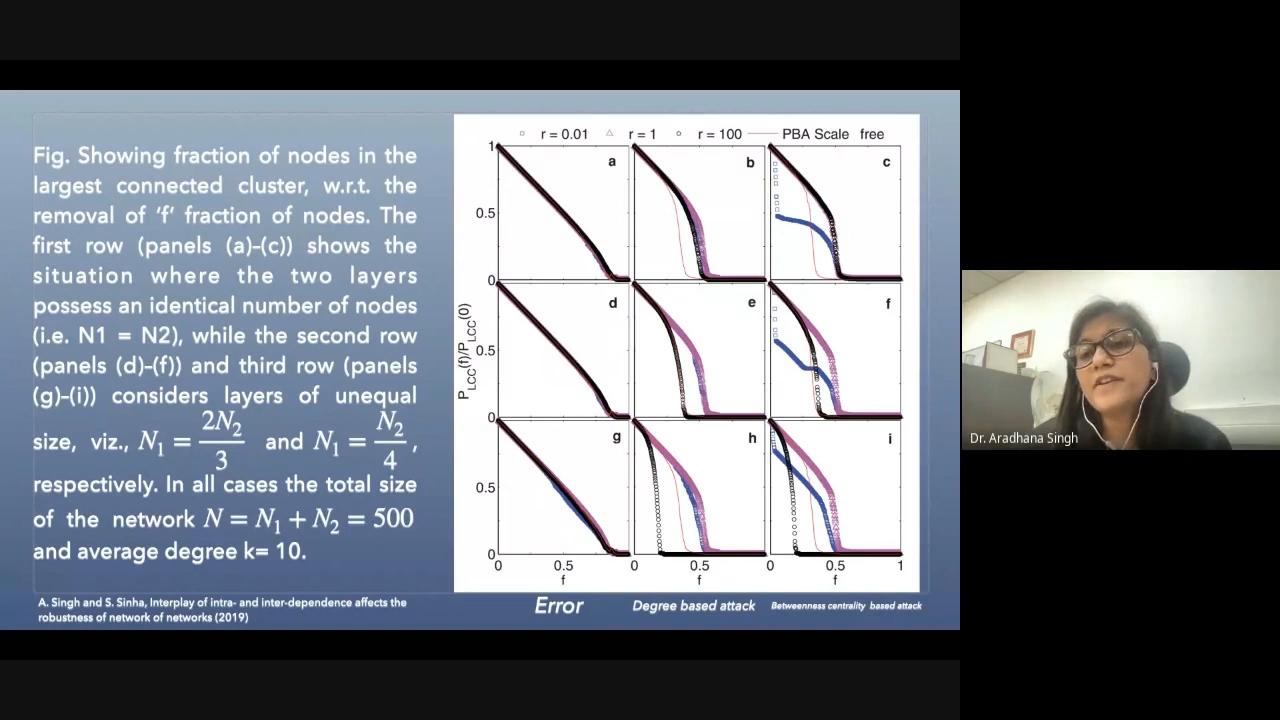 Fig. Showing fraction of nodes in the
largest connected cluster, w.r.t. the
removal of ‘f’ fraction of nodes. The
first row (panels (a)–(c)) shows the
situation where the two layers
possess an identical number of nodes
(i.e. N1 = N2), while the second row
(panels (d)–(f)) and third row (panels
(g)–(i)) considers layers of unequal
size, viz., N₁ = 2N₂/3 and N₁ = N₂/4,
respectively. In all cases the total size
of the network N = N₁ + N₂ = 500
and average degree k= 10.
A. Singh and S. Sinha, Interplay of intra- and inter-dependence affects the
robustness of network of networks (2019)
r = 0.01 r = 1 r = 100 PBA Scale free
1 a b c
0.5
0
d e f
0.5
0
g h i
0.5
0
P_LCC(f)/P_LCC(0)
0 0.5 0 0.5 0 0.5 1
f f f
Error Degree based attack Betweenness centrality based attack
Dr. Aradhana Singh